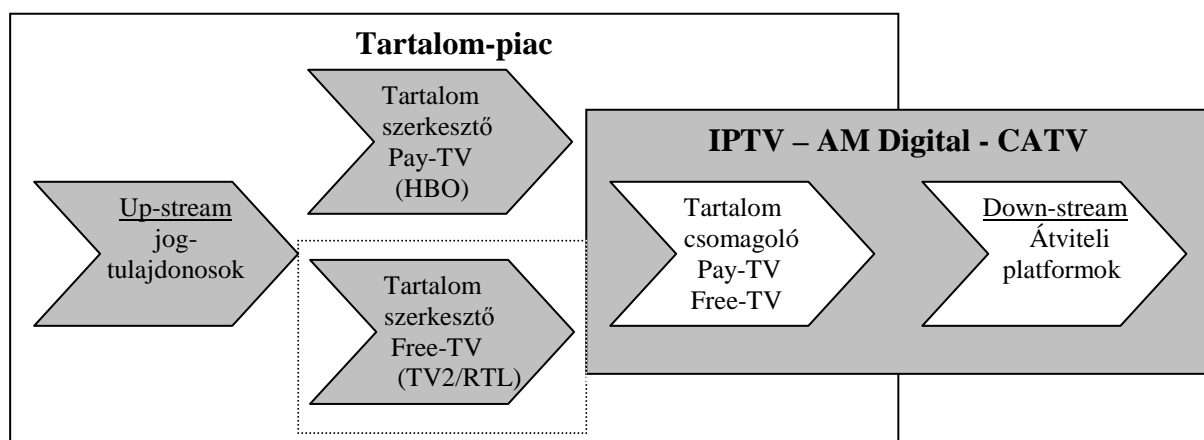 Tartalom-piac
Tartalom
szerkesztő
Pay-TV
(HBO)
IPTV – AM Digital - CATV
Up-stream
jog-
tulajdonosok
Tartalom
szerkesztő
Free-TV
(TV2/RTL)
Tartalom
csomagoló
Pay-TV
Free-TV
Down-stream
Átviteli
platformok